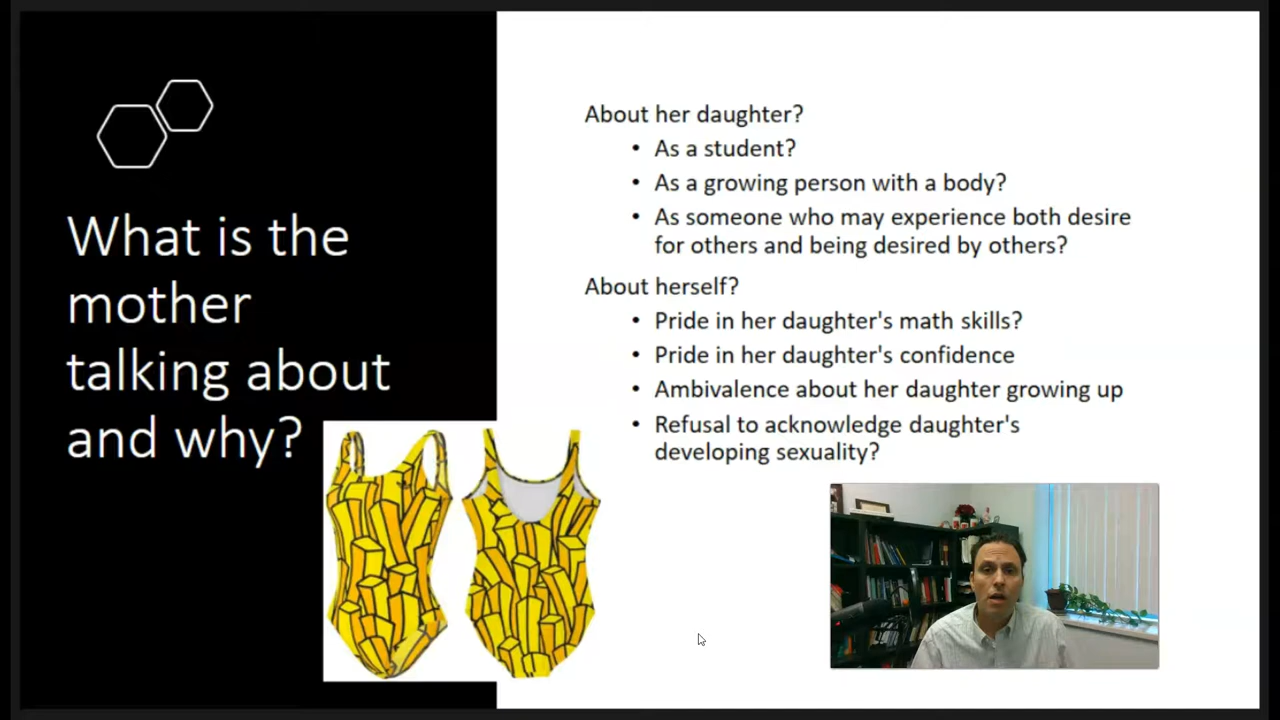 What is the
mother
talking about
and why?
About her daughter?
• As a student?
• As a growing person with a body?
• As someone who may experience both desire
for others and being desired by others?
About herself?
• Pride in her daughter's math skills?
• Pride in her daughter's confidence
• Ambivalence about her daughter growing up
• Refusal to acknowledge daughter's
developing sexuality?